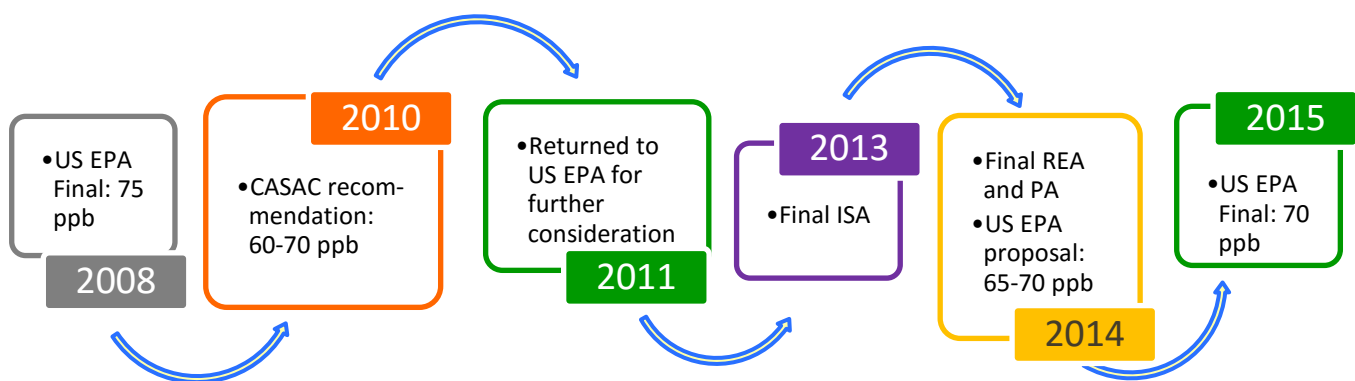 •US EPA
Final: 75
ppb
2008
2010
•CASAC recom-
mendation:
60-70 ppb
•Returned to
US EPA for
further
consideration
2011
2013
•Final ISA
•Final REA
and PA
•US EPA
proposal:
65-70 ppb
2014
2015
•US EPA
Final: 70
ppb